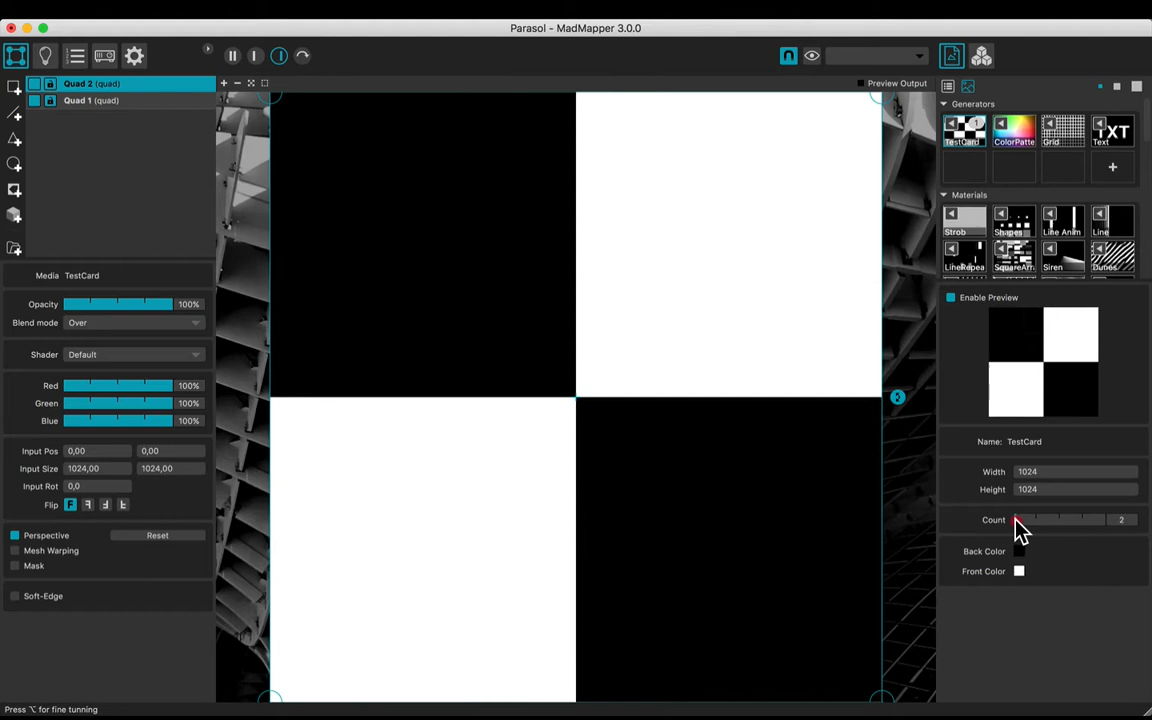 Parasol - MadMapper 3.0.0
Preview Output
Quad 2 (quad)
Quad 1 (quad)
Media TestCard
Opacity 100%
Blend mode Over
Shader Default
Red 100%
Green 100%
Blue 100%
Input Pos 0,00 0,00
Input Size 1024,00 1024,00
Input Rot 0,0
Flip
Perspective Reset
Mesh Warping
Mask
Soft-Edge
Press ⌥ for fine tunning
Generators
TestCard ColorPatte Grid Text
TXT
Materials
Strob Shapes Line Anim Line
LineRepea SquareArra Siren Dunes
Enable Preview
Name: TestCard
Width 1024
Height 1024
Count 2
Back Color
Front Color